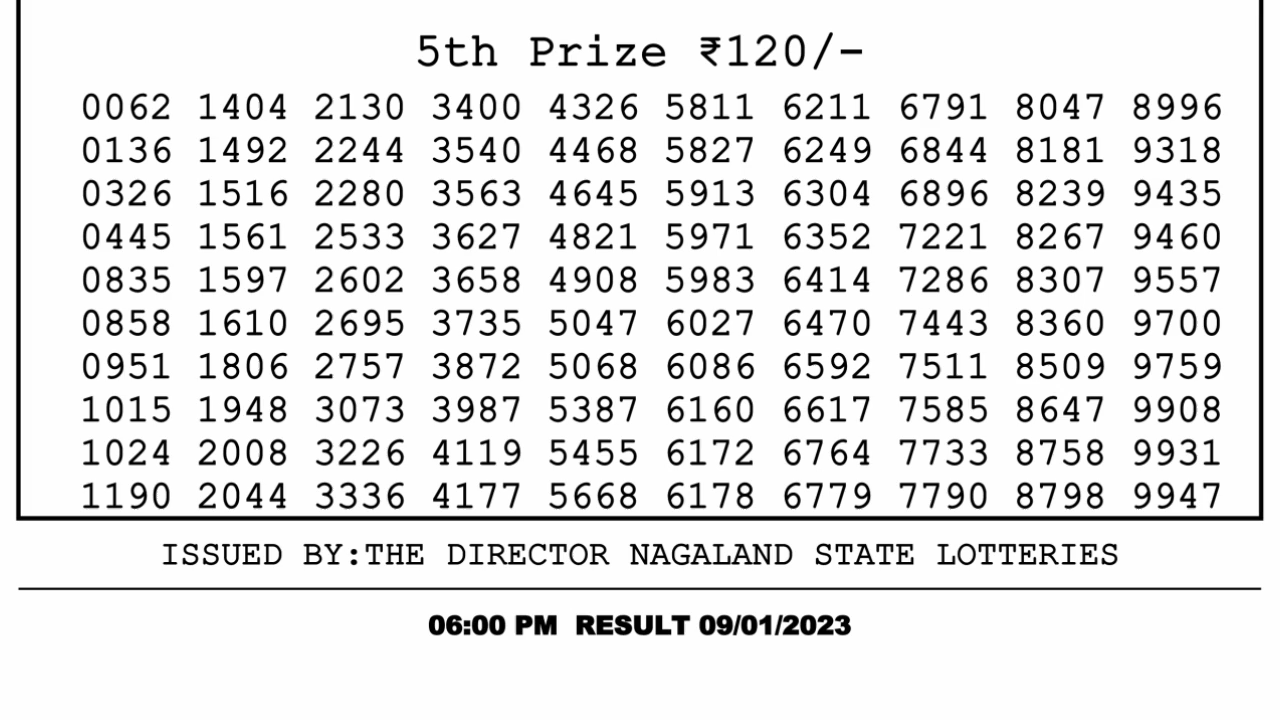 5th Prize ₹120/-
0062 1404 2130 3400 4326 5811 6211 6791 8047 8996
0136 1492 2244 3540 4468 5827 6249 6844 8181 9318
0326 1516 2280 3563 4645 5913 6304 6896 8239 9435
0445 1561 2533 3627 4821 5971 6352 7221 8267 9460
0835 1597 2602 3658 4908 5983 6414 7286 8307 9557
0858 1610 2695 3735 5047 6027 6470 7443 8360 9700
0951 1806 2757 3872 5068 6086 6592 7511 8509 9759
1015 1948 3073 3987 5387 6160 6617 7585 8647 9908
1024 2008 3226 4119 5455 6172 6764 7733 8758 9931
1190 2044 3336 4177 5668 6178 6779 7790 8798 9947
ISSUED BY:THE DIRECTOR NAGALAND STATE LOTTERIES
06:00 PM RESULT 09/01/2023